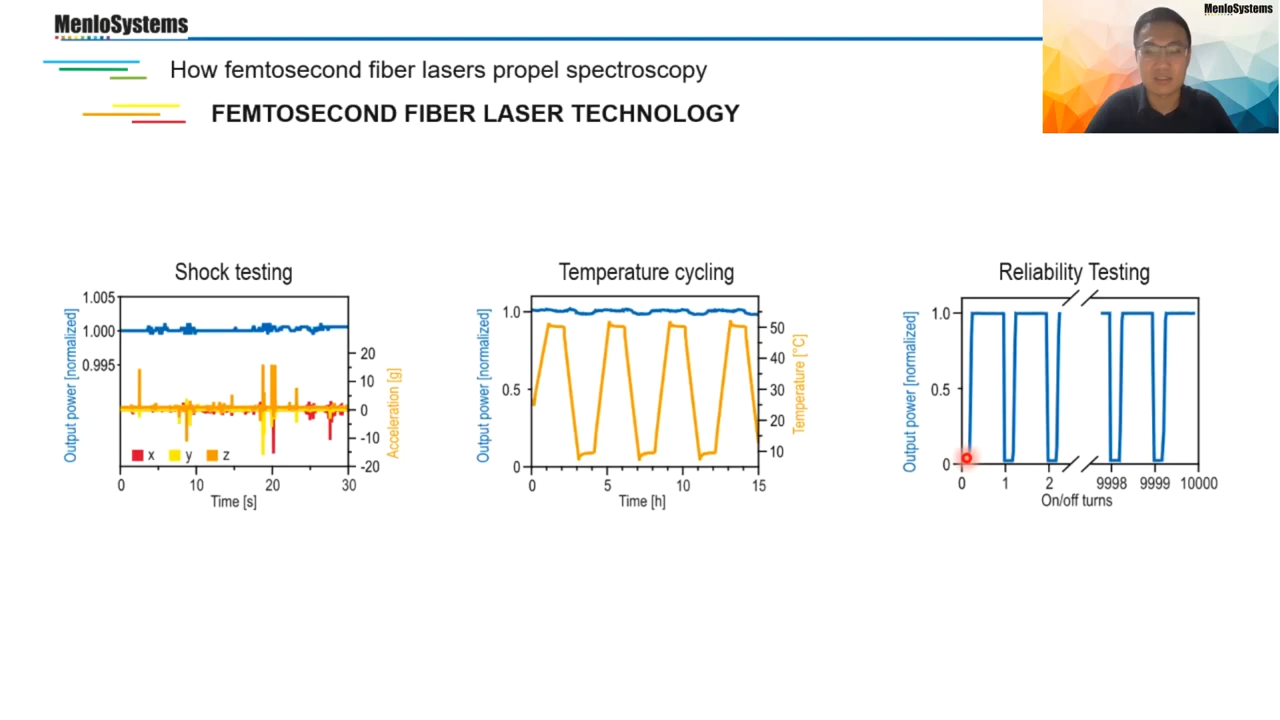 MenloSystems
MenloSystems
How femtosecond fiber lasers propel spectroscopy
FEMTOSECOND FIBER LASER TECHNOLOGY
Shock testing
Output power [normalized]
1.005
1.000
0.995
20
10
0
-10
-20
Acceleration [g]
x y z
0 10 20 30
Time [s]
Temperature cycling
Output power [normalized]
1.0
0.5
0
50
40
30
20
10
Temperature [°C]
0 5 10 15
Time [h]
Reliability Testing
Output power [normalized]
1.0
0.5
0
0 1 2 9998 9999 10000
On/off turns